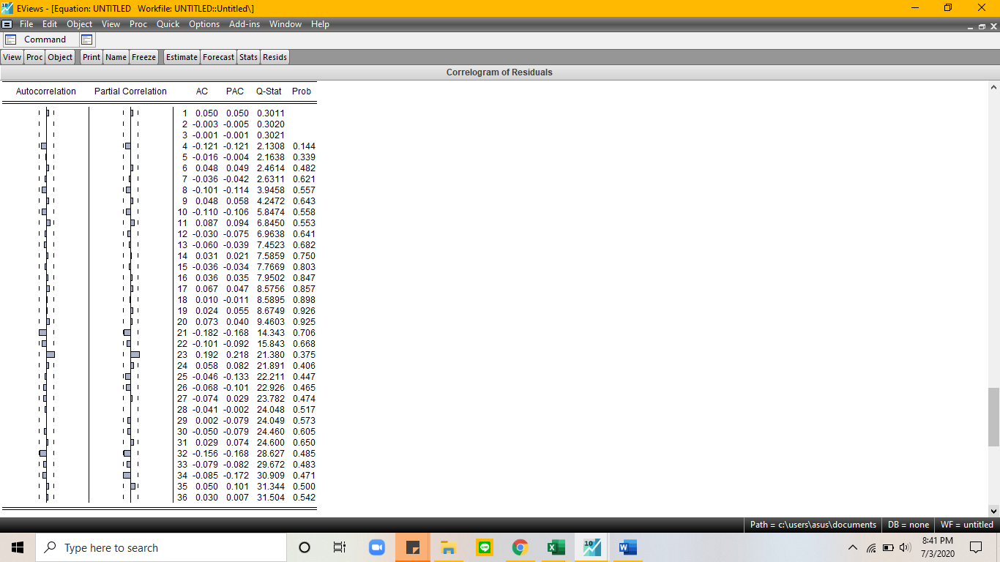 EViews - [Equation: UNTITLED Workfile: UNTITLED::Untitled\]
File Edit Object View Proc Quick Options Add-ins Window Help
Command
View Proc Object Print Name Freeze Estimate Forecast Stats Resids
Correlogram of Residuals
Autocorrelation Partial Correlation AC PAC Q-Stat Prob
1 0.050 0.050 0.3011
2 -0.003 -0.005 0.3020
3 -0.001 -0.001 0.3021
4 -0.121 -0.121 2.1308 0.144
5 -0.016 -0.004 2.1638 0.339
6 0.048 0.049 2.4614 0.482
7 -0.036 -0.042 2.6311 0.621
8 -0.101 -0.114 3.9458 0.557
9 0.048 0.058 4.2472 0.643
10 -0.110 -0.106 5.8474 0.558
11 0.087 0.094 6.8450 0.553
12 -0.030 -0.075 6.9638 0.641
13 -0.060 -0.039 7.4523 0.682
14 0.031 0.021 7.5859 0.750
15 -0.036 -0.034 7.7669 0.803
16 0.036 0.035 7.9502 0.847
17 0.067 0.047 8.5756 0.857
18 0.010 -0.011 8.5895 0.898
19 0.024 0.055 8.6749 0.926
20 0.073 0.040 9.4603 0.925
21 -0.182 -0.168 14.343 0.706
22 -0.101 -0.092 15.843 0.668
23 0.192 0.218 21.380 0.375
24 0.058 0.082 21.891 0.406
25 -0.046 -0.133 22.211 0.447
26 -0.068 -0.101 22.926 0.465
27 -0.074 0.029 23.782 0.474
28 -0.041 -0.002 24.048 0.517
29 0.002 -0.079 24.049 0.573
30 -0.050 -0.079 24.460 0.605
31 0.029 0.074 24.600 0.650
32 -0.156 -0.168 28.627 0.485
33 -0.079 -0.082 29.672 0.483
34 -0.085 -0.172 30.909 0.471
35 0.050 0.101 31.344 0.500
36 0.030 0.007 31.504 0.542
Path = c:\users\asus\documents DB = none WF = untitled
Type here to search
8:41 PM
7/3/2020